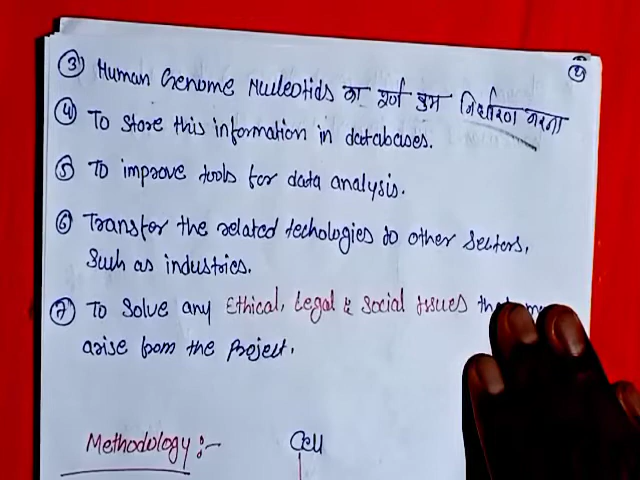 ③ Human Genome Nucleotids का पूर्ण क्रम निर्धारण करना
④ To store this information in databases.
⑤ To improve tools for data analysis.
⑥ Transfor the related techologies to other Sectors,
Such as industries.
⑦ To Solve any Ethical, Legal & Social Issues that
arise from the Project.
Methodology :-
Cell